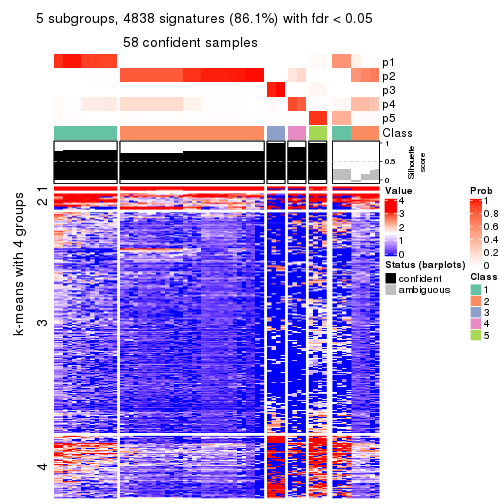 5 subgroups, 4838 signatures (86.1%) with fdr < 0.05
58 confident samples
p1
p2
p3
p4
p5
Class
1
0.5
0
Silhouette
score
k-means with 4 groups
1
2
3
4
Value
4
3
2
1
0
Status (barplots)
confident
ambiguous
Prob
1
0.8
0.6
0.4
0.2
0
Class
1
2
3
4
5